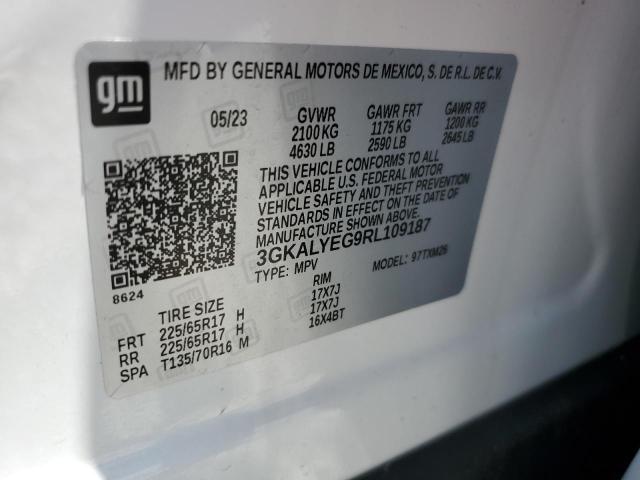 gm
MFD BY GENERAL MOTORS DE MEXICO, S. DE R.L. DE C.V.
05/23 GVWR GAWR FRT GAWR RR
2100 KG 1175 KG 1200 KG
4630 LB 2590 LB 2645 LB
THIS VEHICLE CONFORMS TO ALL
APPLICABLE U.S. FEDERAL MOTOR
VEHICLE SAFETY AND THEFT PREVENTION
STANDARDS IN EFFECT ON THE DATE OF
MANUFACTURE SHOWN ABOVE.
3GKALYEG9RL109187
TYPE: MPV MODEL: 97TXM26
8624
TIRE SIZE RIM
FRT 225/65R17 H 17X7J
RR 225/65R17 H 17X7J
SPA T135/70R16 M 16X4BT